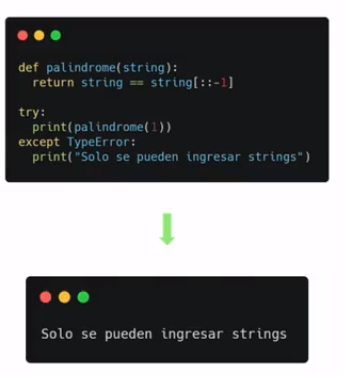 def palindrome(string):
  return string == string[::-1]

try:
  print(palindrome(1))
except TypeError:
  print("Solo se pueden ingresar strings")
Solo se pueden ingresar strings